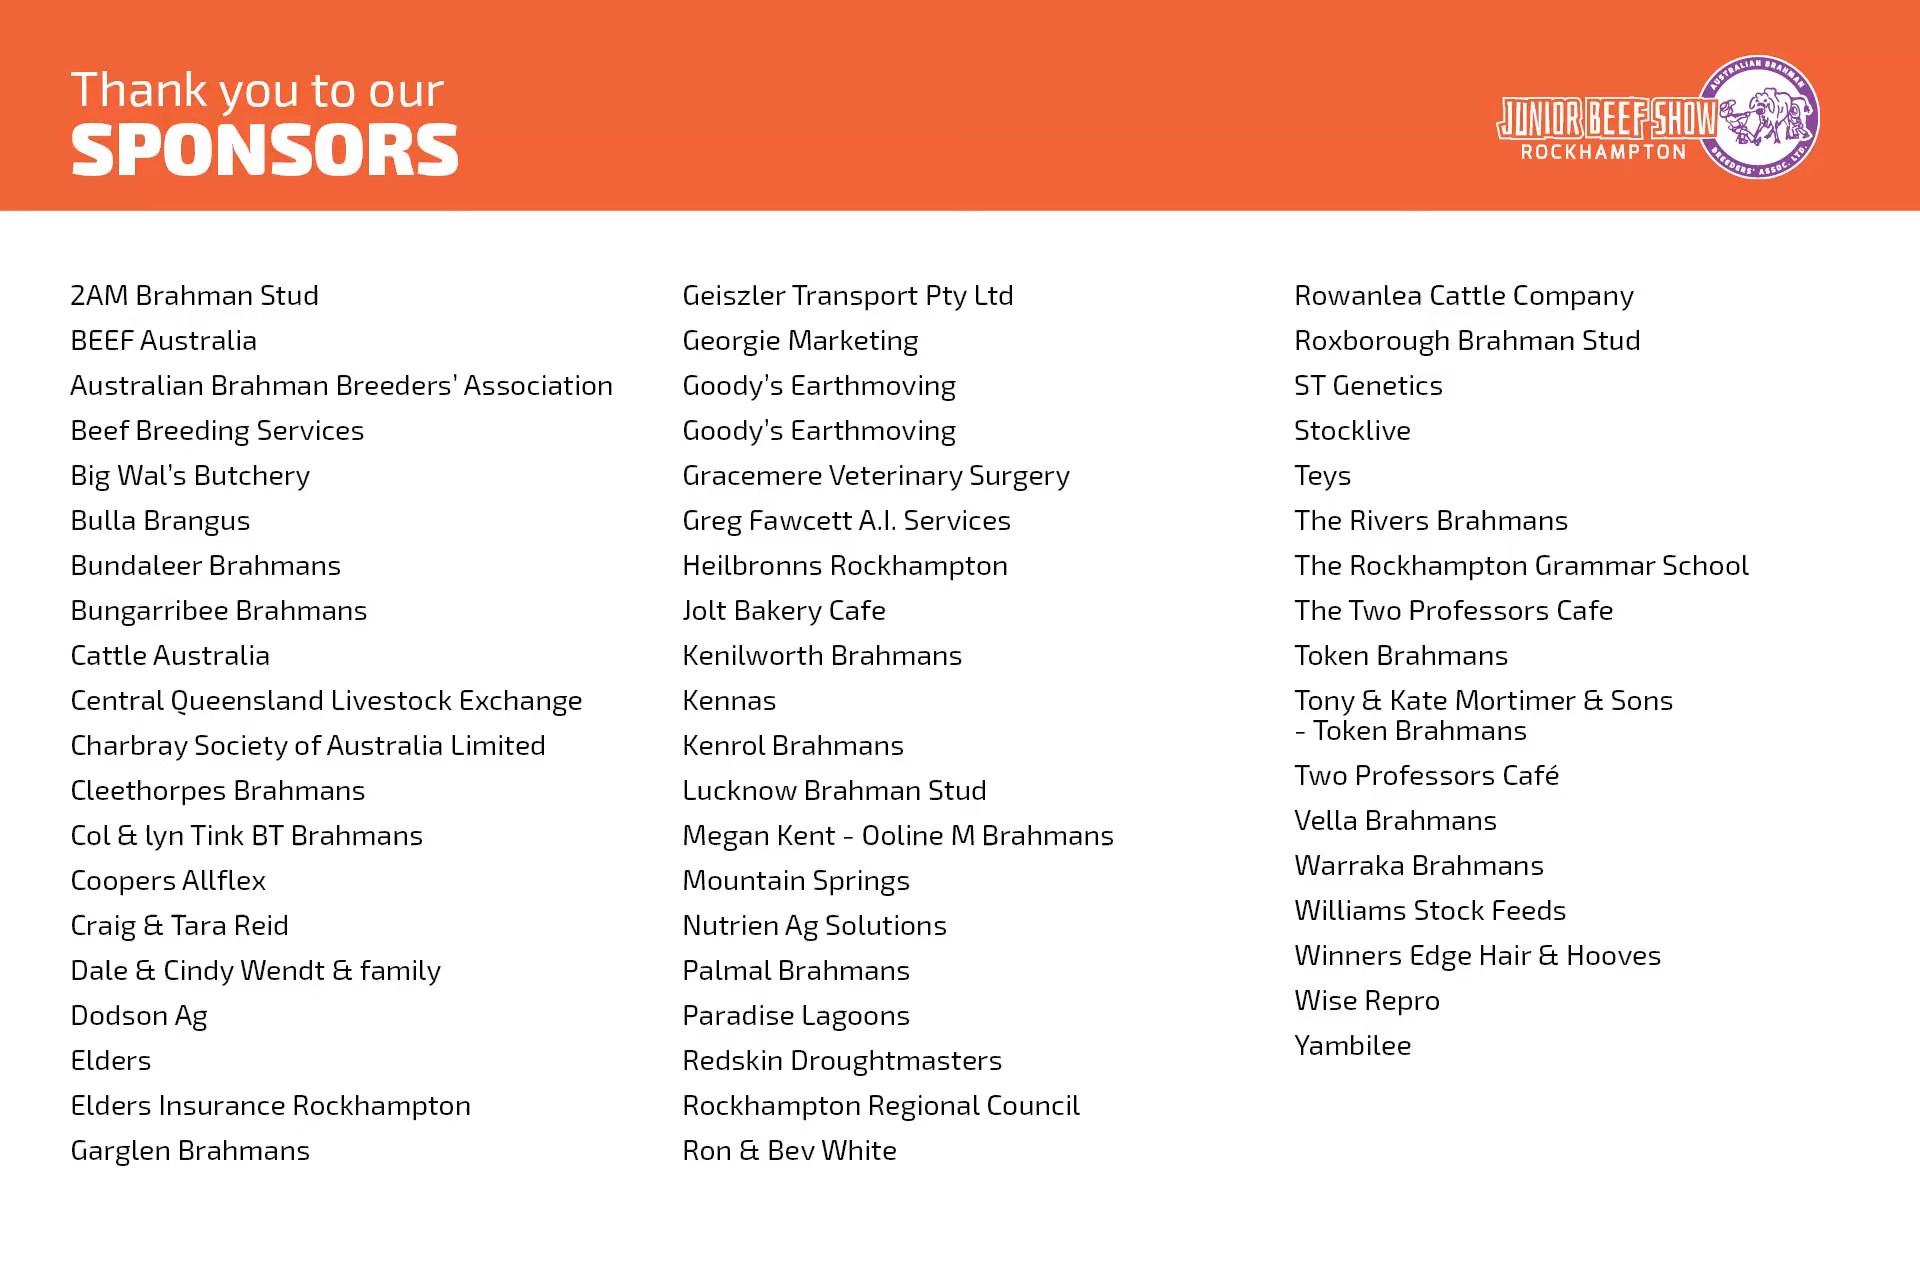 Thank you to our
SPONSORS
JUNIOR BEEF SHOW
ROCKHAMPTON
AUSTRALIAN BRAHMAN
BREEDERS' ASSOC. LTD.
2AM Brahman Stud
BEEF Australia
Australian Brahman Breeders’ Association
Beef Breeding Services
Big Wal’s Butchery
Bulla Brangus
Bundaleer Brahmans
Bungarribee Brahmans
Cattle Australia
Central Queensland Livestock Exchange
Charbray Society of Australia Limited
Cleethorpes Brahmans
Col & lyn Tink BT Brahmans
Coopers Allflex
Craig & Tara Reid
Dale & Cindy Wendt & family
Dodson Ag
Elders
Elders Insurance Rockhampton
Garglen Brahmans
Geiszler Transport Pty Ltd
Georgie Marketing
Goody’s Earthmoving
Goody’s Earthmoving
Gracemere Veterinary Surgery
Greg Fawcett A.I. Services
Heilbronns Rockhampton
Jolt Bakery Cafe
Kenilworth Brahmans
Kennas
Kenrol Brahmans
Lucknow Brahman Stud
Megan Kent - Ooline M Brahmans
Mountain Springs
Nutrien Ag Solutions
Palmal Brahmans
Paradise Lagoons
Redskin Droughtmasters
Rockhampton Regional Council
Ron & Bev White
Rowanlea Cattle Company
Roxborough Brahman Stud
ST Genetics
Stocklive
Teys
The Rivers Brahmans
The Rockhampton Grammar School
The Two Professors Cafe
Token Brahmans
Tony & Kate Mortimer & Sons
- Token Brahmans
Two Professors Café
Vella Brahmans
Warraka Brahmans
Williams Stock Feeds
Winners Edge Hair & Hooves
Wise Repro
Yambilee